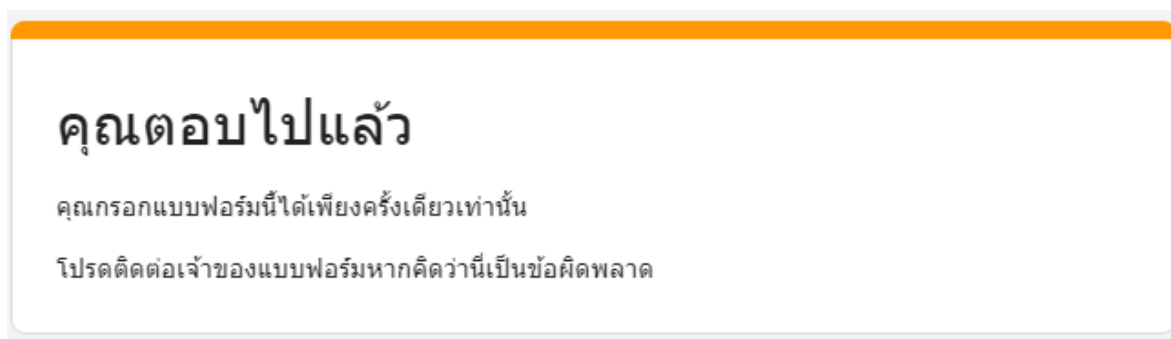 คุณตอบไปแล้ว
คุณกรอกแบบฟอร์มนี้ได้เพียงครั้งเดียวเท่านั้น
โปรดติดต่อเจ้าของแบบฟอร์มหากคิดว่านี่เป็นข้อผิดพลาด